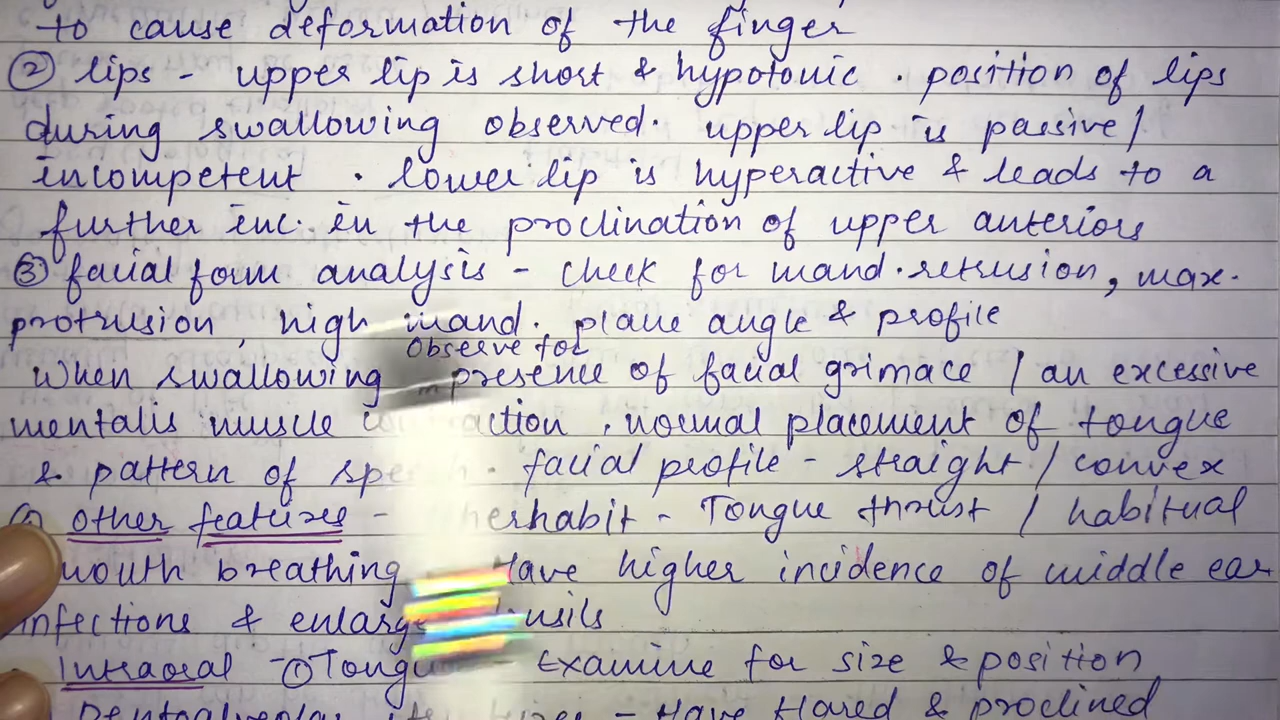 to cause deformation of the finger
② lips - upper lip is short & hypotonic . position of lips
during swallowing observed. upper lip is passive /
incompetent . lower lip is hyperactive & leads to a
further inc. in the proclination of upper anteriors
③ facial form analysis - check for mand. retrusion, max.
protrusion, high mand. plane angle & profile
observe for
when swallowing presence of facial grimace / an excessive
mentalis muscle . normal placement of tongue
& pattern of . facial profile - straight / convex
other features - Tongue thrust / habitual
mouth breathing Have higher incidence of middle ear
infections &
Intraoral - ① Examine for size & position
- Have flared & proclined